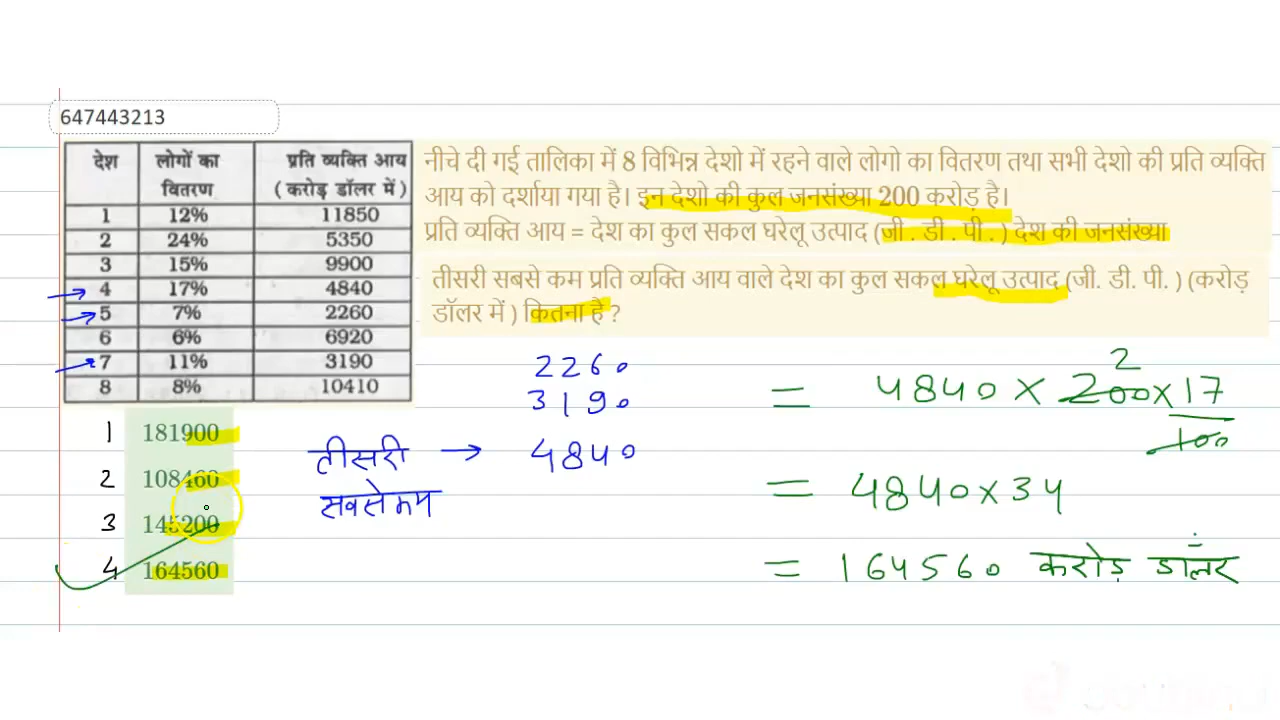 647443213
देश लोगों का वितरण प्रति व्यक्ति आय ( करोड़ डॉलर में )
1 12% 11850
2 24% 5350
3 15% 9900
4 17% 4840
5 7% 2260
6 6% 6920
7 11% 3190
8 8% 10410
नीचे दी गई तालिका में 8 विभिन्न देशो में रहने वाले लोगो का वितरण तथा सभी देशो की प्रति व्यक्ति
आय को दर्शाया गया है। इन देशो की कुल जनसंख्या 200 करोड़ है।
प्रति व्यक्ति आय = देश का कुल सकल घरेलू उत्पाद (जी . डी . पी . ) देश की जनसंख्या
तीसरी सबसे कम प्रति व्यक्ति आय वाले देश का कुल सकल घरेलू उत्पाद (जी. डी. पी. ) (करोड़
डॉलर में ) कितना है ?
1 181900
2 108460
3 145200
4 164560
2260
3190
तीसरी → 4840
सबसे कम
2
= 4840 × 200 × 17
100
= 4840 × 34
= 164560 करोड़ डॉलर